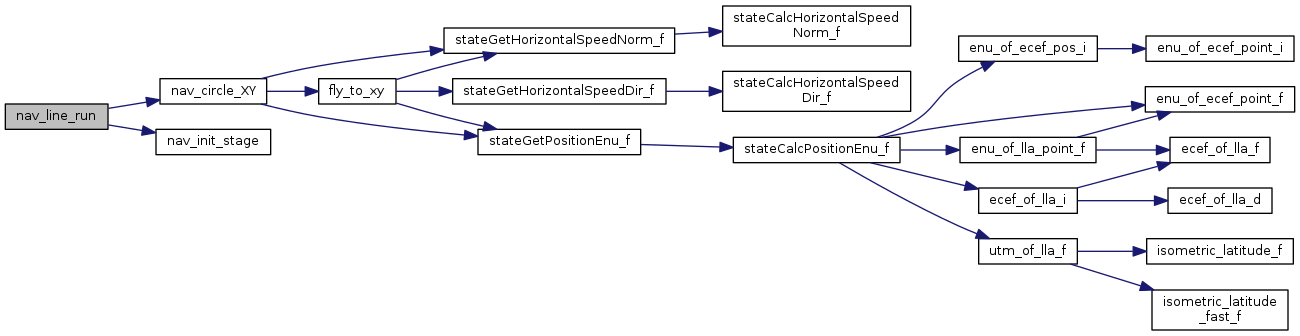 nav_line_run
nav_circle_XY
nav_init_stage
fly_to_xy
stateGetHorizontalSpeedNorm_f
stateGetHorizontalSpeedDir_f
stateGetPositionEnu_f
stateCalcHorizontalSpeed
Norm_f
stateCalcHorizontalSpeed
Dir_f
stateCalcPositionEnu_f
enu_of_ecef_pos_i
enu_of_lla_point_f
ecef_of_lla_i
utm_of_lla_f
enu_of_ecef_point_i
enu_of_ecef_point_f
ecef_of_lla_f
ecef_of_lla_d
isometric_latitude_f
isometric_latitude
_fast_f